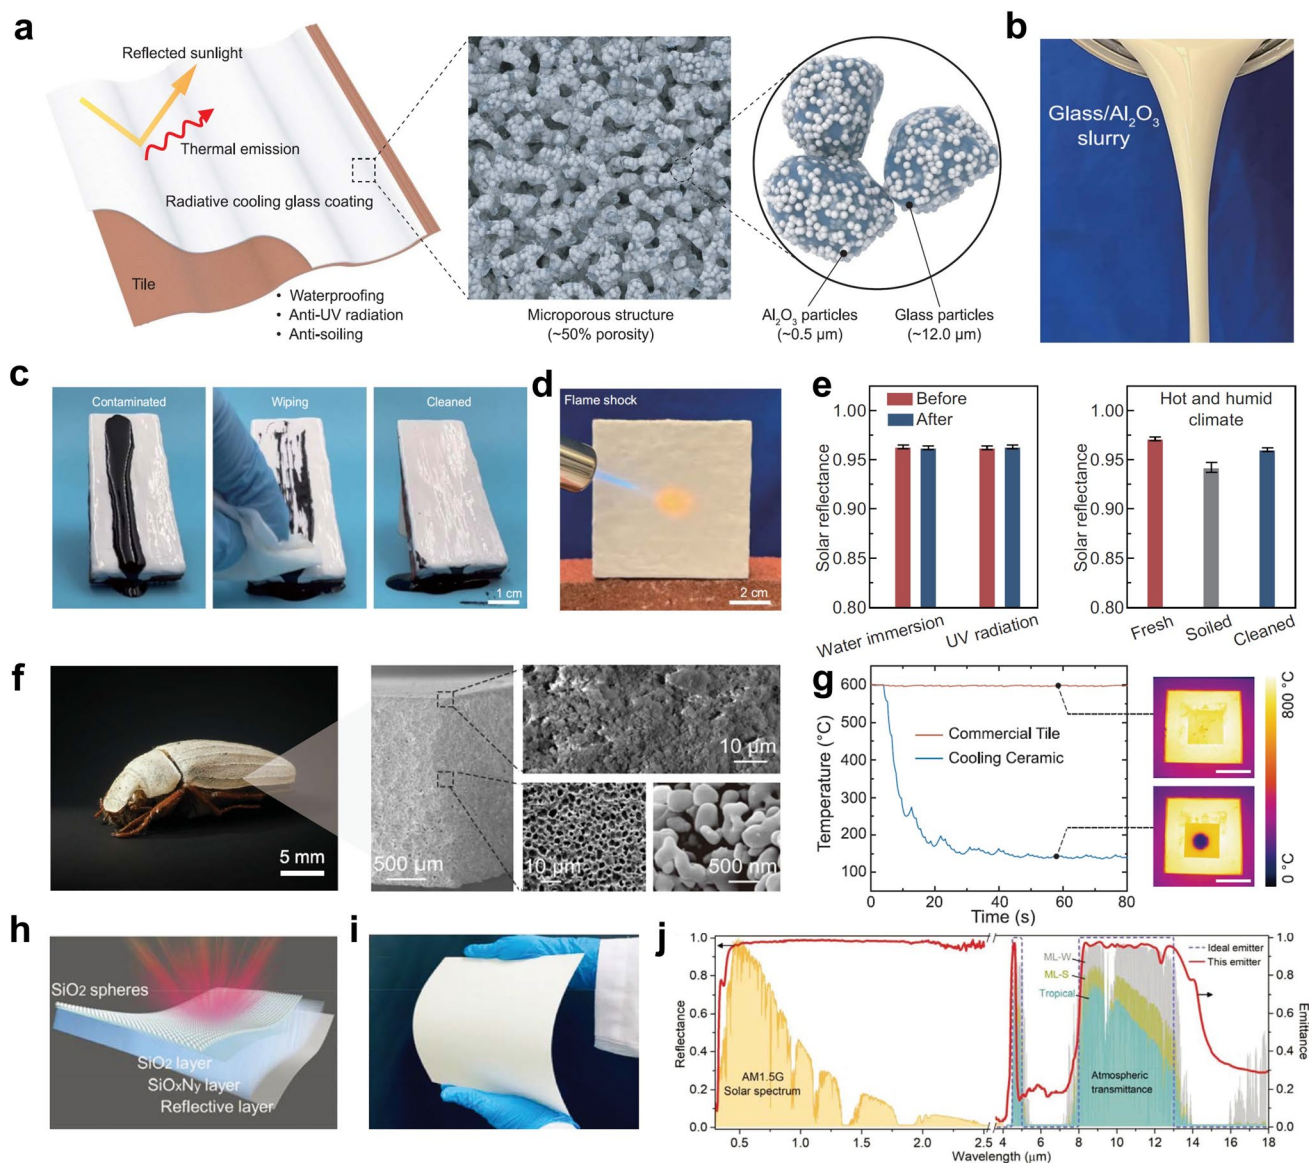 a
Reflected sunlight
Thermal emission
Radiative cooling glass coating
Tile
• Waterproofing
• Anti-UV radiation
• Anti-soiling
Microporous structure
(~50% porosity)
Al₂O₃ particles
(~0.5 μm)
Glass particles
(~12.0 μm)
b
Glass/Al₂O₃
slurry
c
Contaminated
Wiping
Cleaned
1 cm
d
Flame shock
2 cm
e
Solar reflectance
1.00
0.95
0.90
0.85
0.80
Before
After
Water immersion
UV radiation
Solar reflectance
1.00
0.95
0.90
0.85
0.80
Hot and humid
climate
Fresh
Soiled
Cleaned
f
5 mm
500 μm
10 μm
10 μm
500 nm
g
Temperature (°C)
600
500
400
300
200
100
Commercial Tile
Cooling Ceramic
0
20
40
60
80
Time (s)
800 °C
0 °C
h
SiO₂ spheres
SiO₂ layer
SiOxNy layer
Reflective layer
i
j
Reflectance
1.0
0.8
0.6
0.4
0.2
0.0
AM1.5G
Solar spectrum
ML-W
ML-S
Tropical
Atmospheric
transmittance
Ideal emitter
This emitter
1.0
0.8
0.6
0.4
0.2
0.0
Emittance
0.5
1.0
1.5
2.0
2.5
4
6
8
10
12
14
16
18
Wavelength (μm)